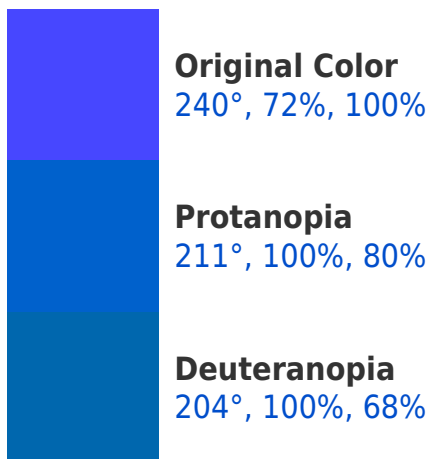 Original Color
240°, 72%, 100%
Protanopia
211°, 100%, 80%
Deuteranopia
204°, 100%, 68%